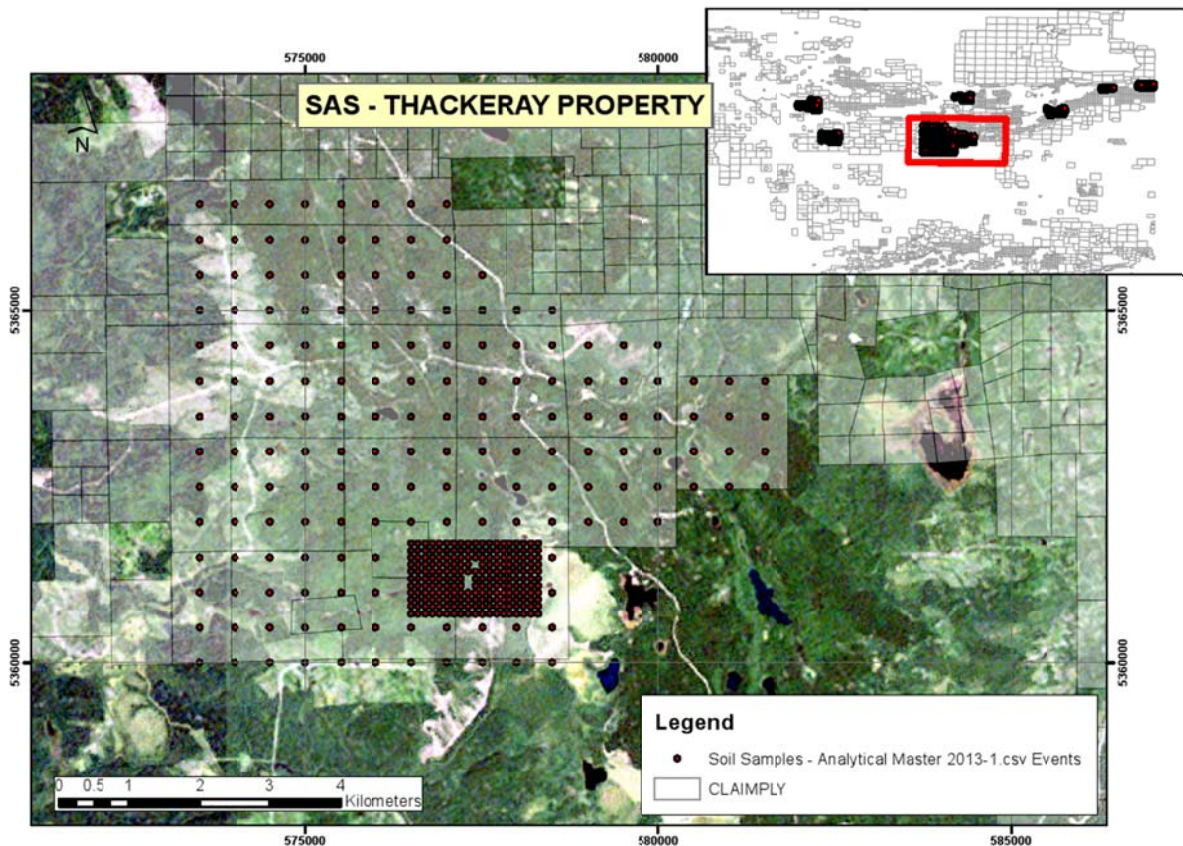 575000 580000
SAS - THACKERAY PROPERTY
N
5365000 5365000
5360000 5360000
Legend
Soil Samples - Analytical Master 2013-1.csv Events
CLAIMPLY
0 0.5 1 2 3 4
Kilometers
575000 580000 585000